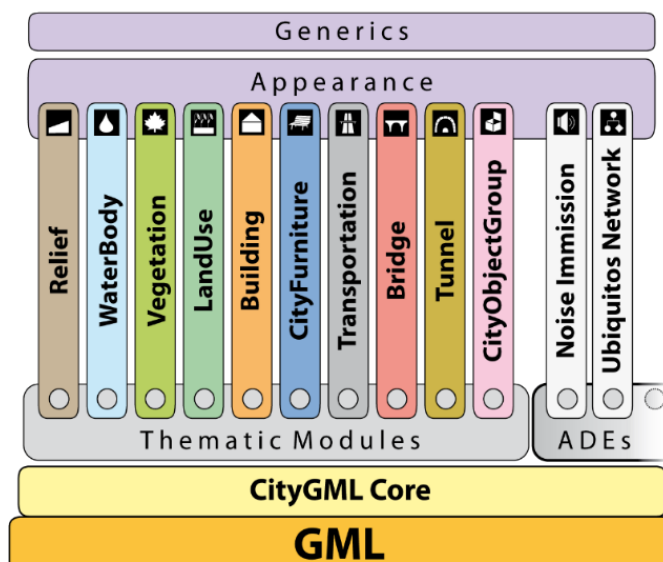 Generics
Appearance
Relief
WaterBody
Vegetation
LandUse
Building
CityFurniture
Transportation
Bridge
Tunnel
CityObjectGroup
Noise Immission
Ubiquitos Network
Thematic Modules
ADEs
CityGML Core
GML